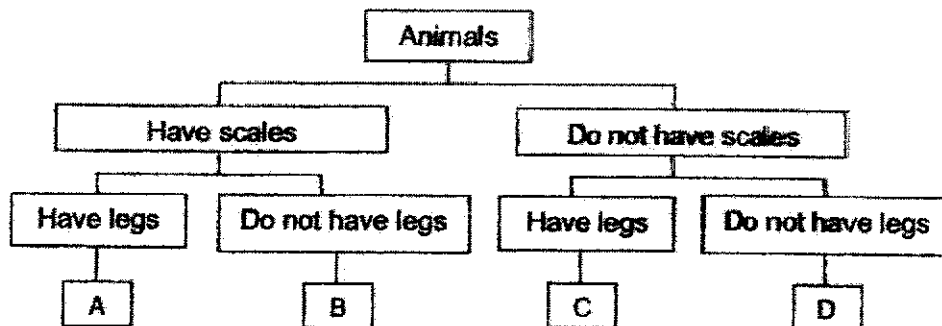 Animals
Have scales
Do not have scales
Have legs
Do not have legs
Have legs
Do not have legs
A
B
C
D